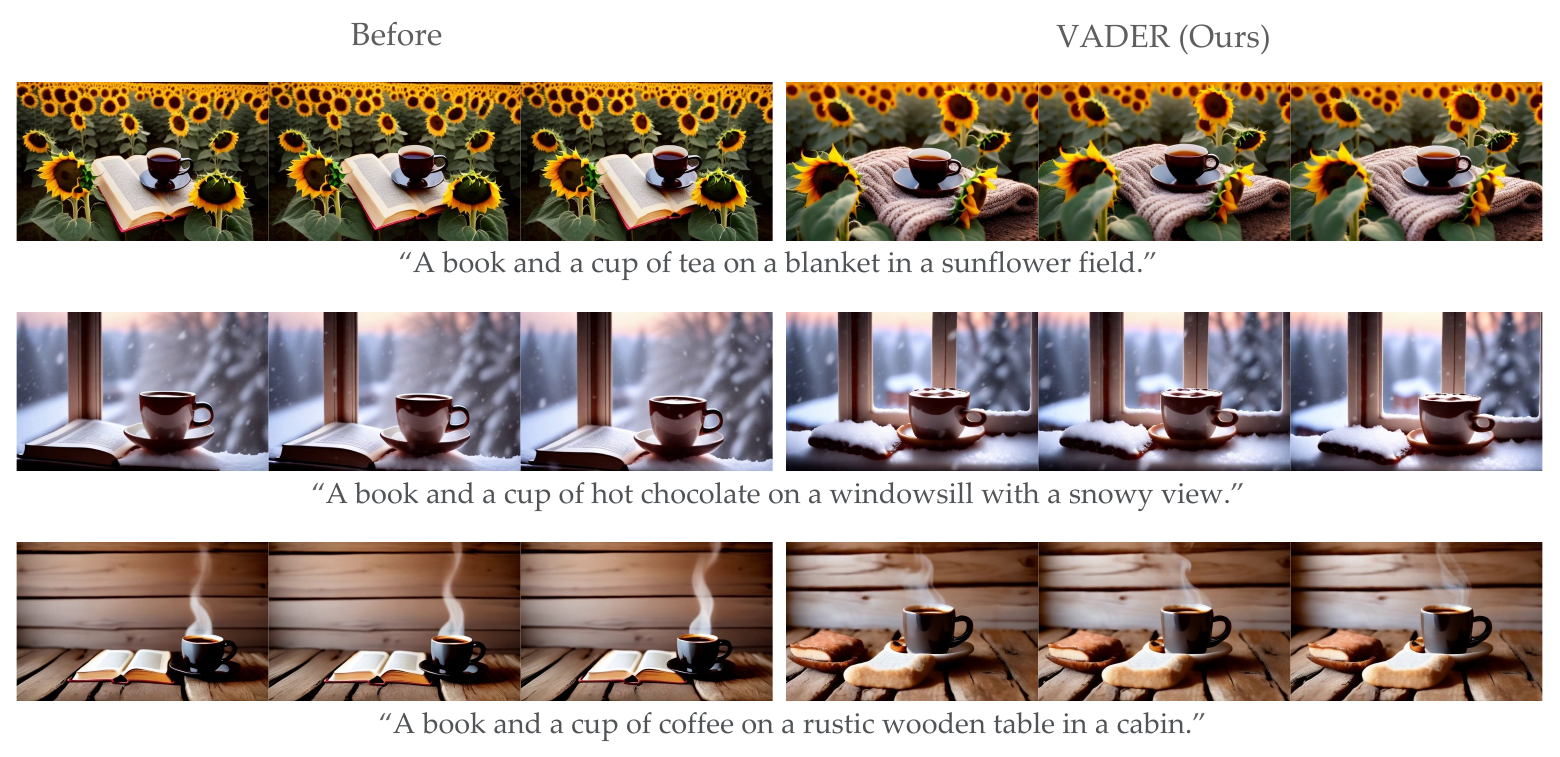 Before
VADER (Ours)
“A book and a cup of tea on a blanket in a sunflower field.”
“A book and a cup of hot chocolate on a windowsill with a snowy view.”
“A book and a cup of coffee on a rustic wooden table in a cabin.”